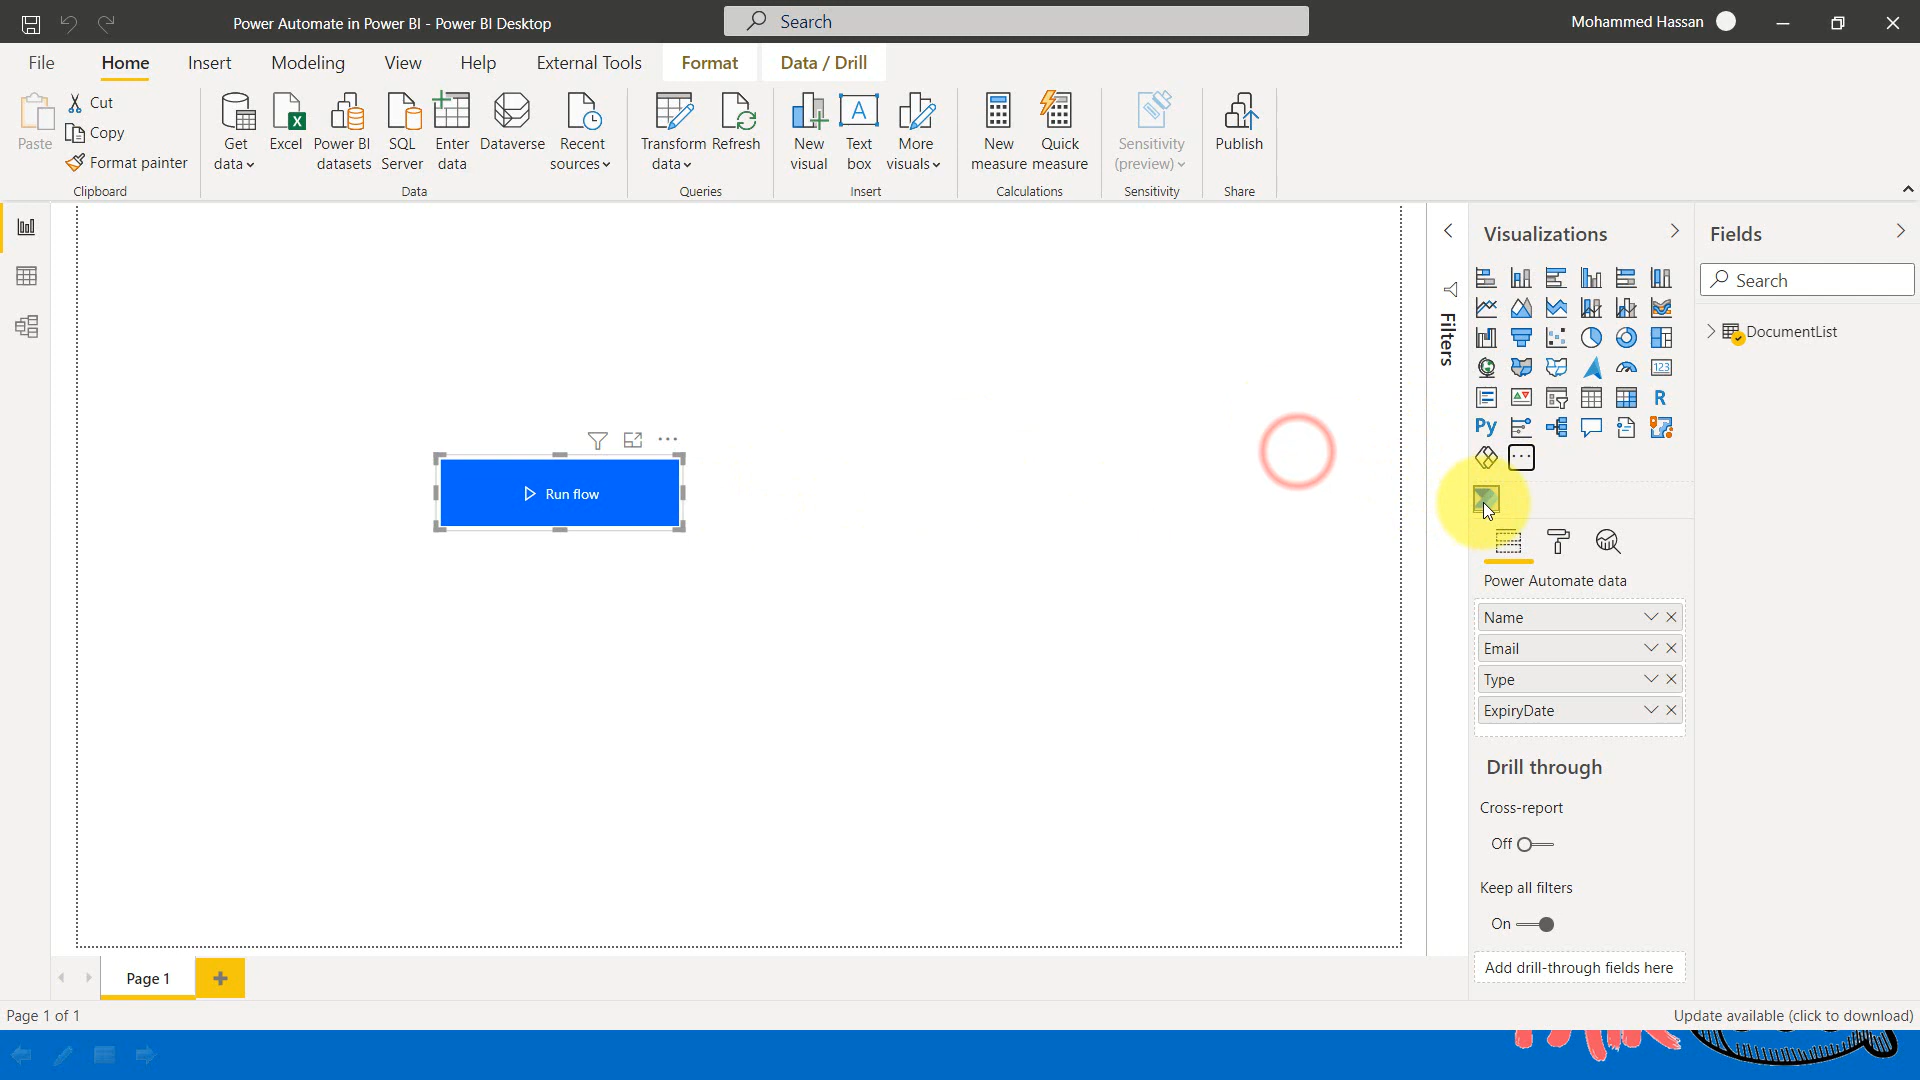 Power Automate in Power BI - Power BI Desktop
Search
Mohammed Hassan
File
Home
Insert
Modeling
View
Help
External Tools
Format
Data / Drill
Paste
Cut
Copy
Format painter
Clipboard
Get data
Excel
Power BI datasets
SQL Server
Enter data
Dataverse
Recent sources
Data
Transform data
Refresh
Queries
New visual
A
Text box
More visuals
Insert
New measure
Quick measure
Calculations
Sensitivity (preview)
Sensitivity
Publish
Share
Run flow
Filters
Visualizations
123
R
Py
Power Automate data
Name
Email
Type
ExpiryDate
Drill through
Cross-report
Off
Keep all filters
On
Add drill-through fields here
Fields
Search
DocumentList
Page 1
Page 1 of 1
Update available (click to download)